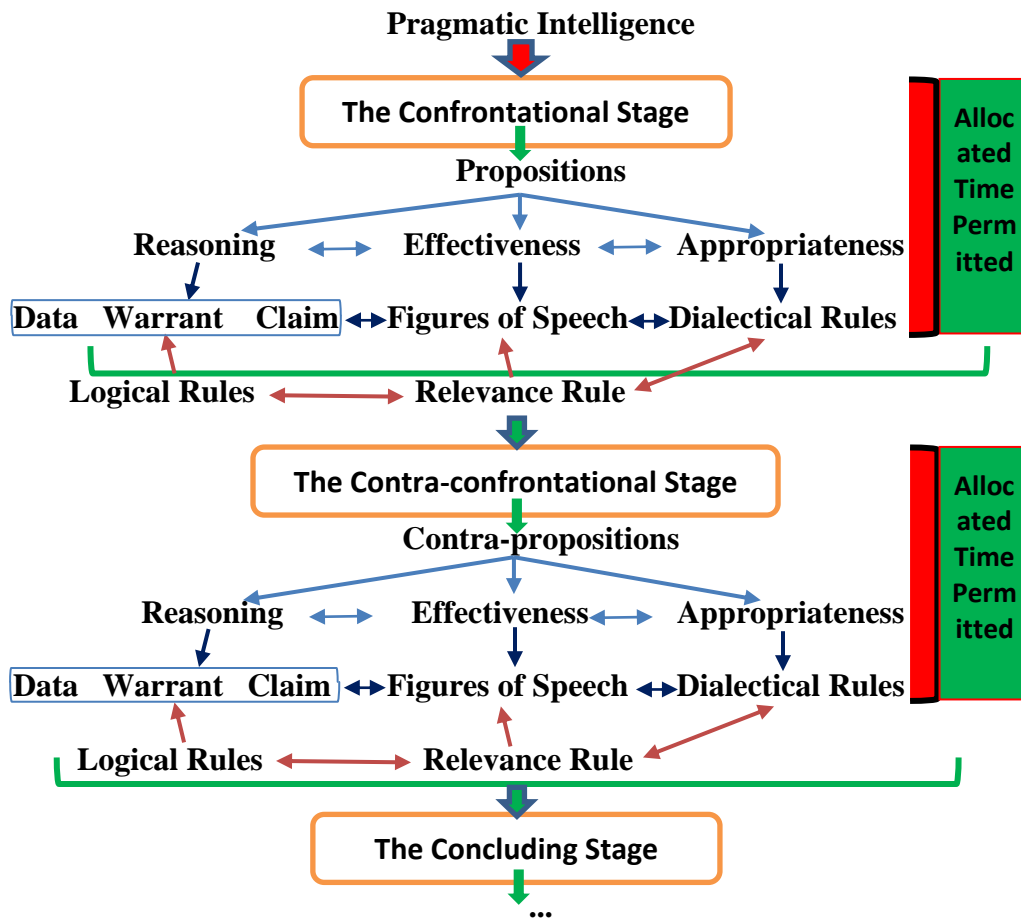 Pragmatic Intelligence
The Confrontational Stage
Propositions
Reasoning Effectiveness Appropriateness
Data Warrant Claim Figures of Speech Dialectical Rules
Logical Rules Relevance Rule
Alloc
ated
Time
Perm
itted
The Contra-confrontational Stage
Contra-propositions
Reasoning Effectiveness Appropriateness
Data Warrant Claim Figures of Speech Dialectical Rules
Logical Rules Relevance Rule
Alloc
ated
Time
Perm
itted
The Concluding Stage
...